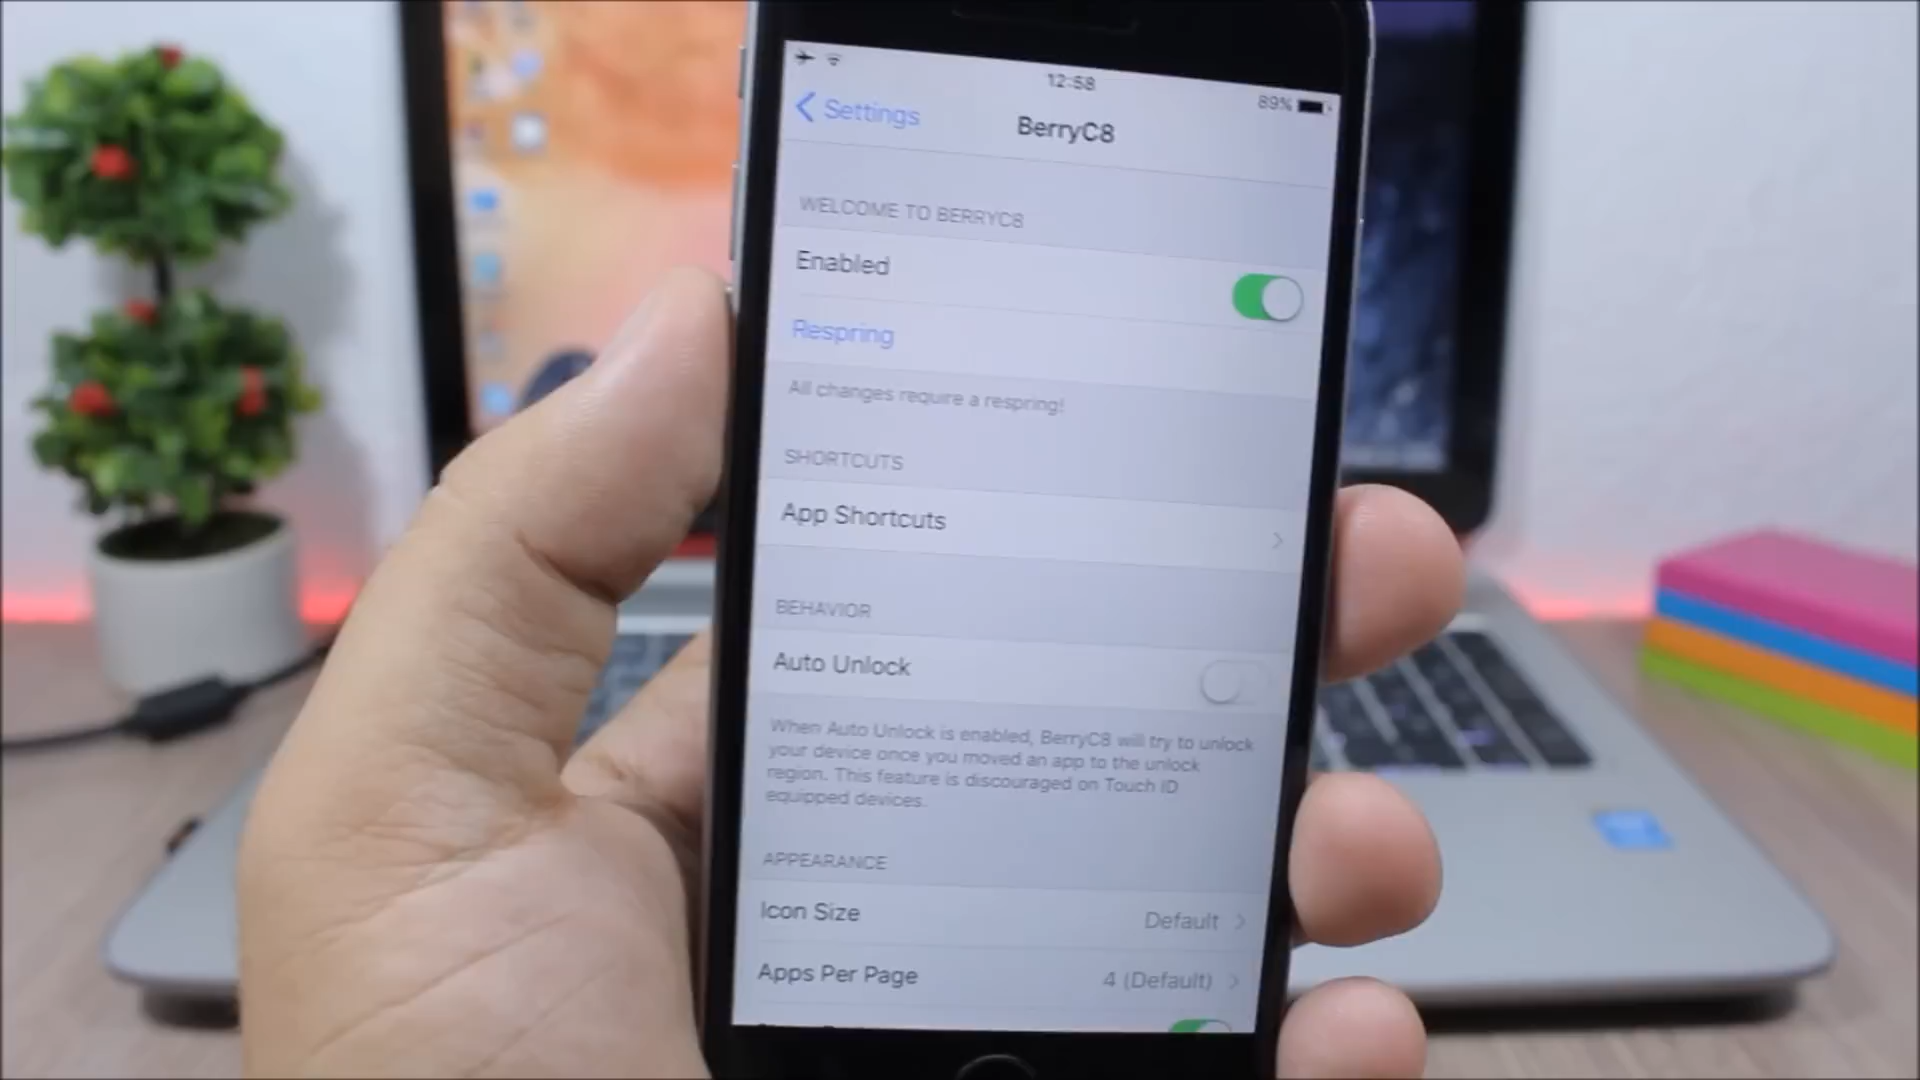 12:58
89%
Settings
BerryC8
WELCOME TO BERRYC8
Enabled
Respring
All changes require a respring!
SHORTCUTS
App Shortcuts
BEHAVIOR
Auto Unlock
When Auto Unlock is enabled, BerryC8 will try to unlock
your device once you moved an app to the unlock
region. This feature is discouraged on Touch ID
equipped devices.
APPEARANCE
Icon Size
Default
Apps Per Page
4 (Default)